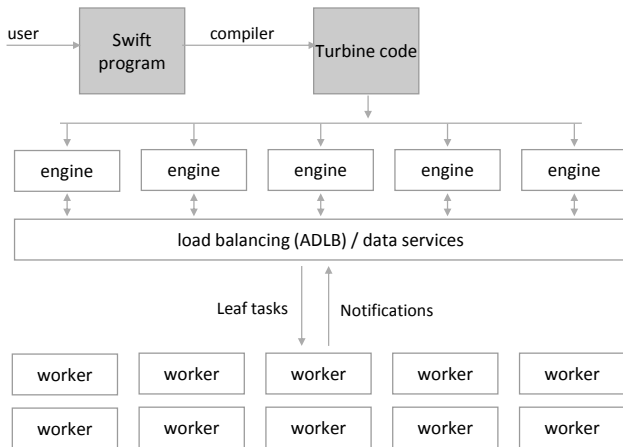 user
Swift
program
compiler
Turbine code
engine engine engine engine engine
load balancing (ADLB) / data services
Leaf tasks Notifications
worker worker worker worker worker
worker worker worker worker worker